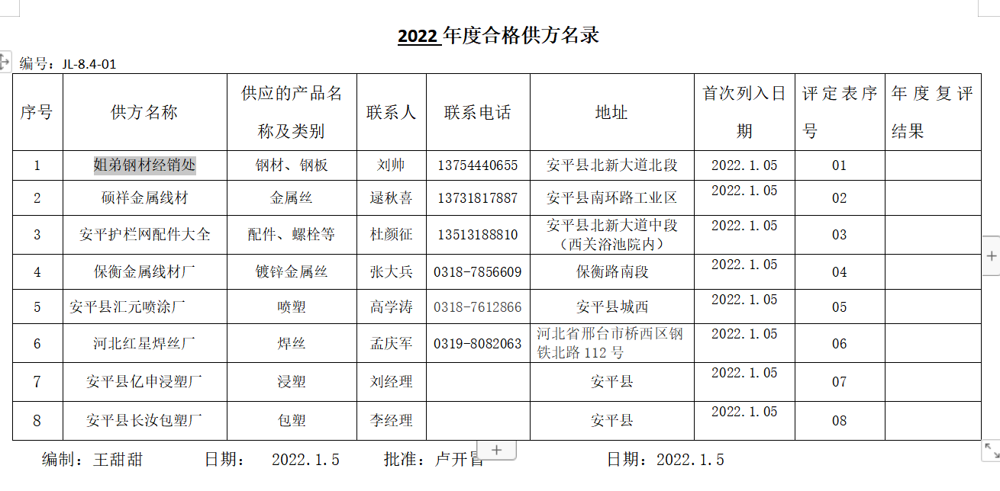 2022 年度合格供方名录
编号：JL-8.4-01
序号 供方名称 供应的产品名称及类别 联系人 联系电话 地址 首次列入日期 评定表序号 年度复评结果
1 姐弟钢材经销处 钢材、钢板 刘帅 13754440655 安平县北新大道北段 2022.1.05 01
2 硕祥金属线材 金属丝 逯秋喜 13731817887 安平县南环路工业区 2022.1.05 02
3 安平护栏网配件大全 配件、螺栓等 杜颜征 13513188810 安平县北新大道中段（西关浴池院内） 2022.1.05 03
4 保衡金属线材厂 镀锌金属丝 张大兵 0318-7856609 保衡路南段 2022.1.05 04
5 安平县汇元喷涂厂 喷塑 高学涛 0318-7612866 安平县城西 2022.1.05 05
6 河北红星焊丝厂 焊丝 孟庆军 0319-8082063 河北省邢台市桥西区钢铁北路 112 号 2022.1.05 06
7 安平县亿申浸塑厂 浸塑 刘经理 安平县 2022.1.05 07
8 安平县长汝包塑厂 包塑 李经理 安平县 2022.1.05 08
编制：王甜甜 日期： 2022.1.5 批准：卢开 日期：2022.1.5